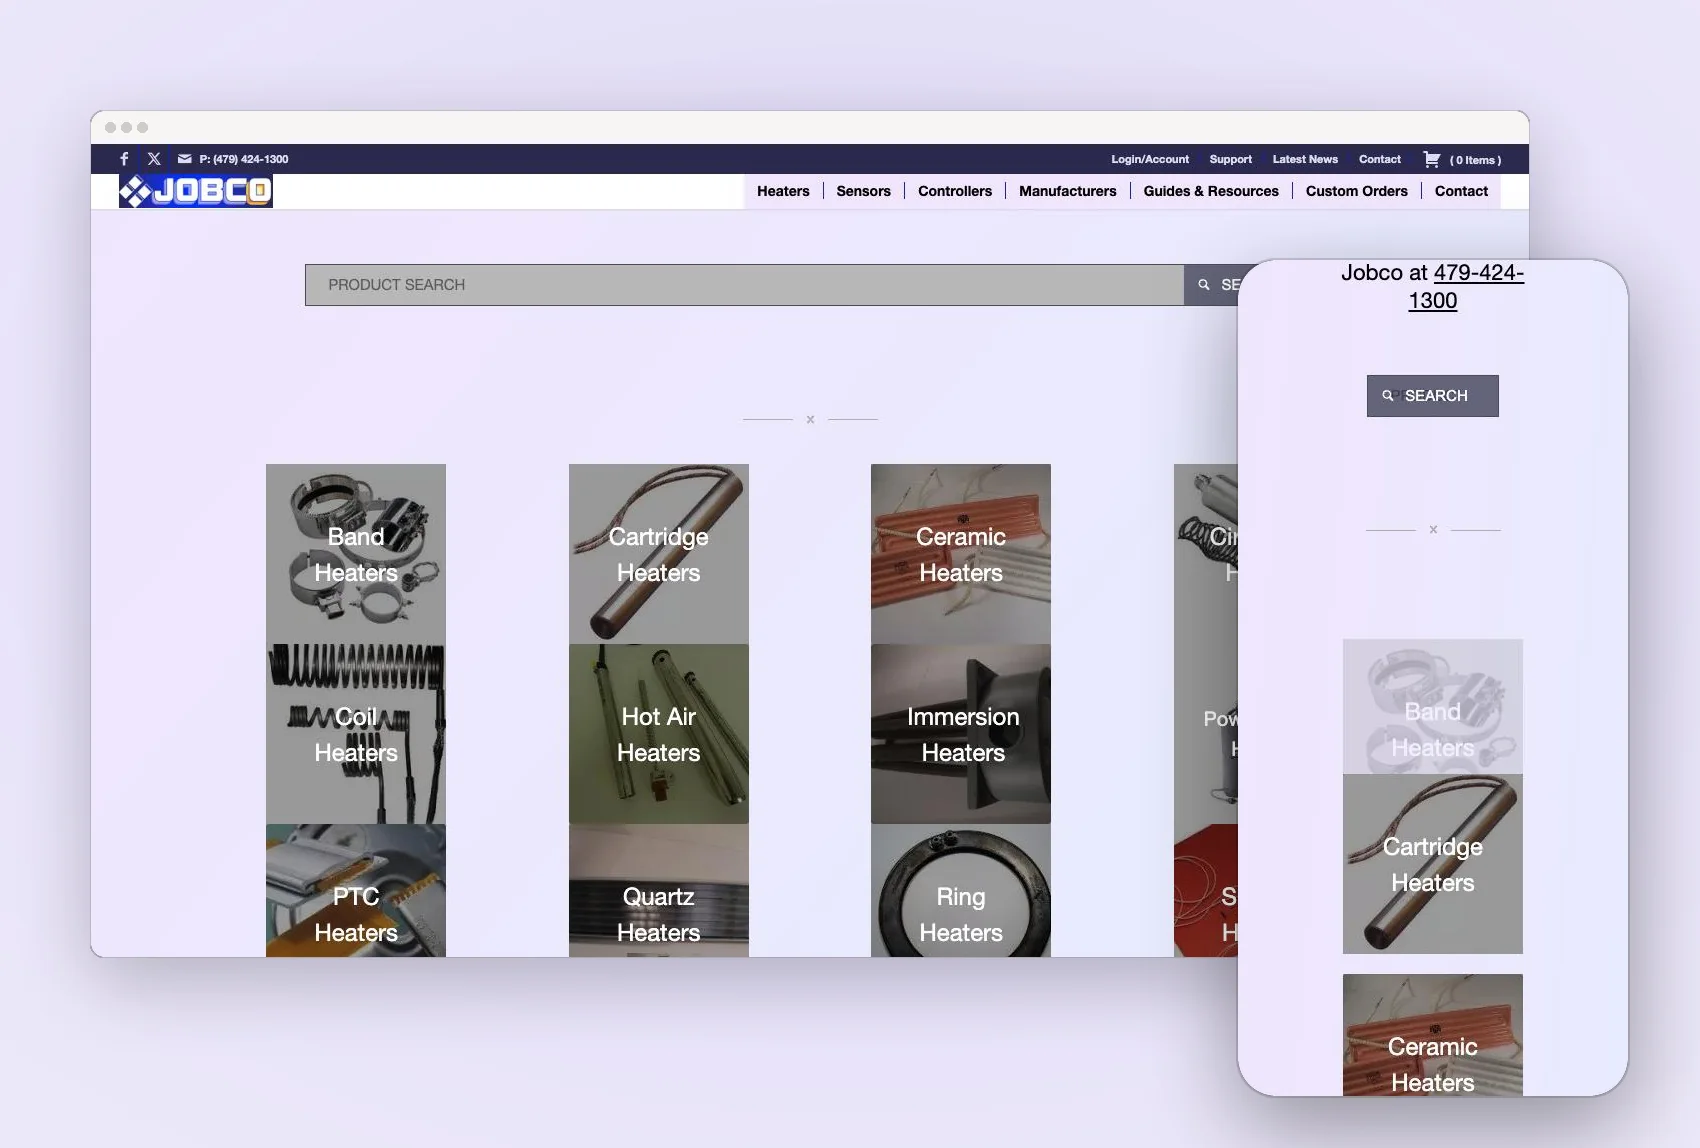 P: (479) 424-1300
Login/Account
Support
Latest News
Contact
( 0 Items )
JOBCO
Heaters
Sensors
Controllers
Manufacturers
Guides & Resources
Custom Orders
Contact
PRODUCT SEARCH
Band
Heaters
Cartridge
Heaters
Ceramic
Heaters
Coil
Heaters
Hot Air
Heaters
Immersion
Heaters
PTC
Heaters
Quartz
Heaters
Ring
Heaters
Jobco at 479-424-
1300
SEARCH
Band
Heaters
Cartridge
Heaters
Ceramic
Heaters